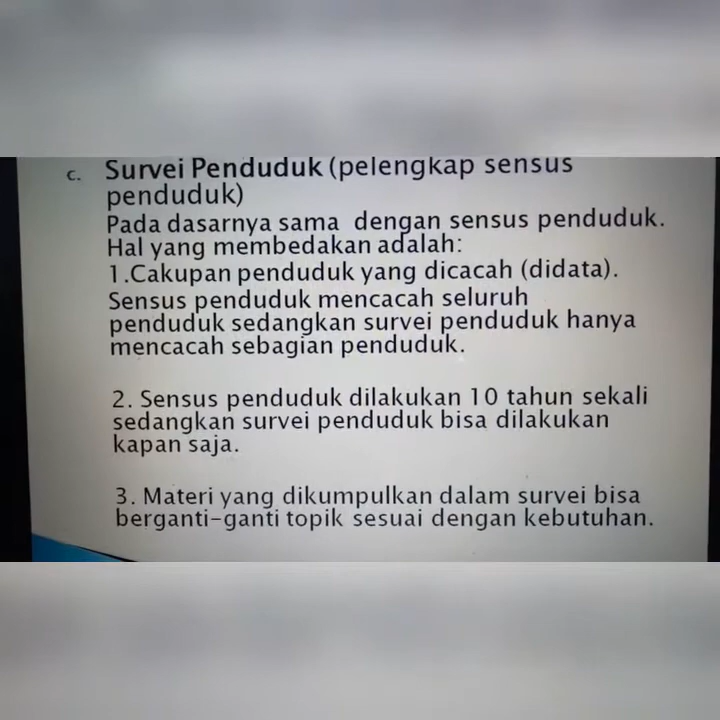 c. Survei Penduduk (pelengkap sensus
penduduk)
Pada dasarnya sama dengan sensus penduduk.
Hal yang membedakan adalah:
1.Cakupan penduduk yang dicacah (didata).
Sensus penduduk mencacah seluruh
penduduk sedangkan survei penduduk hanya
mencacah sebagian penduduk.
2. Sensus penduduk dilakukan 10 tahun sekali
sedangkan survei penduduk bisa dilakukan
kapan saja.
3. Materi yang dikumpulkan dalam survei bisa
berganti-ganti topik sesuai dengan kebutuhan.